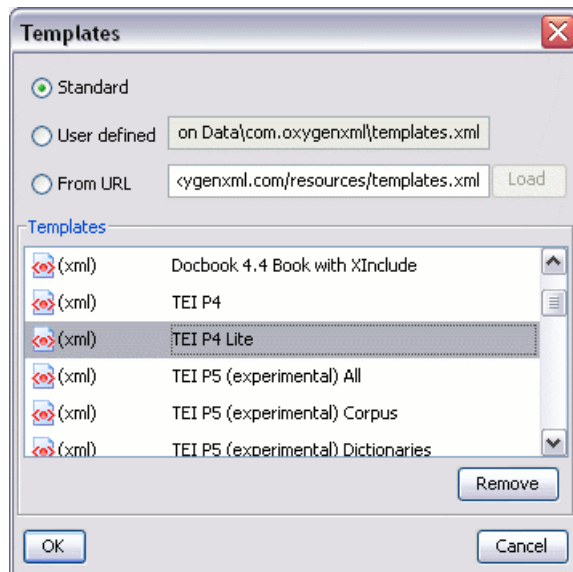 Templates
Standard
User defined on Data\com.oxygenxml\templates.xml
From URL ygenxml.com/resources/templates.xml Load
Templates
<e> (xml) Docbook 4.4 Book with XInclude
<e> (xml) TEI P4
<e> (xml) TEI P4 Lite
<e> (xml) TEI P5 (experimental) All
<e> (xml) TEI P5 (experimental) Corpus
<e> (xml) TEI P5 (experimental) Dictionaries
Remove
OK Cancel